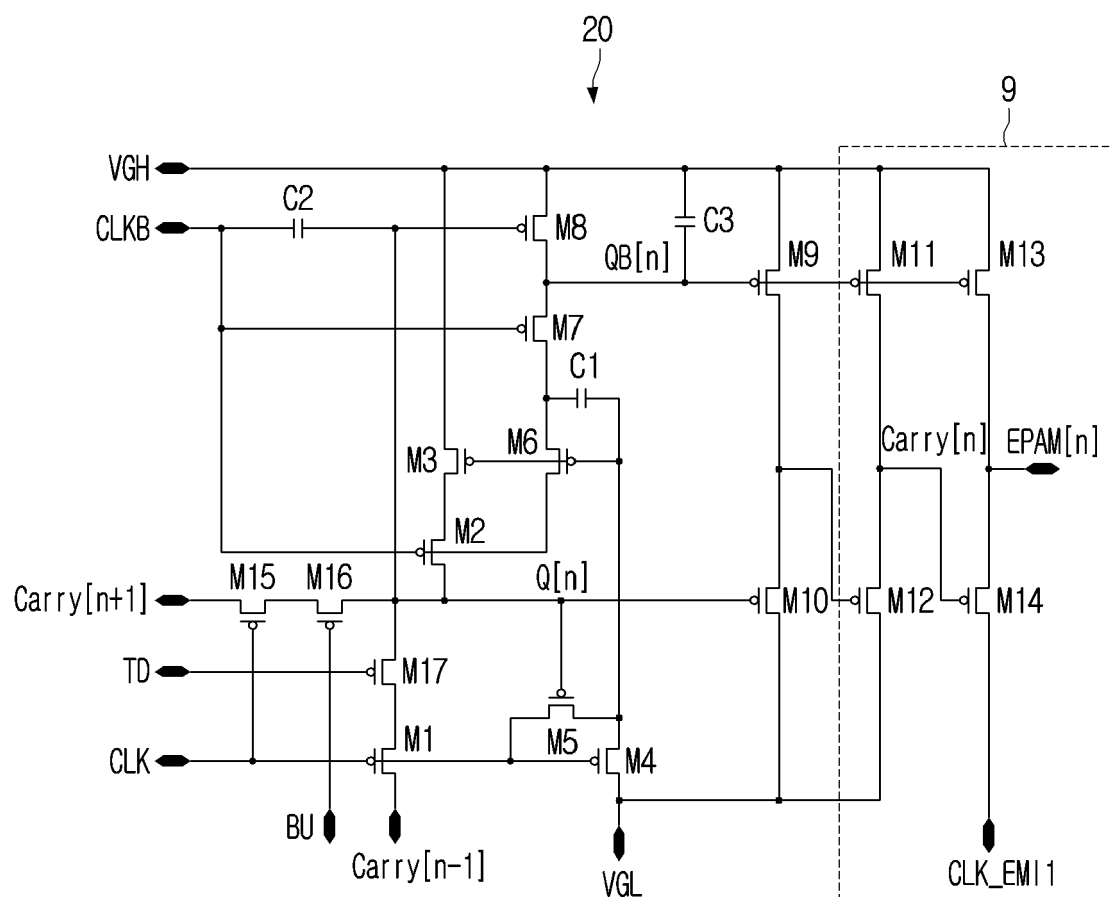 20
9
VGH
C2
CLKB
M8
C3
QB[n]
M9
M11
M13
M7
C1
M3
M6
Carry[n]
EPAM[n]
M2
M15
M16
Q[n]
Carry[n+1]
M10
M12
M14
TD
M17
M1
M5
M4
CLK
BU
Carry[n-1]
VGL
CLK_EMI1